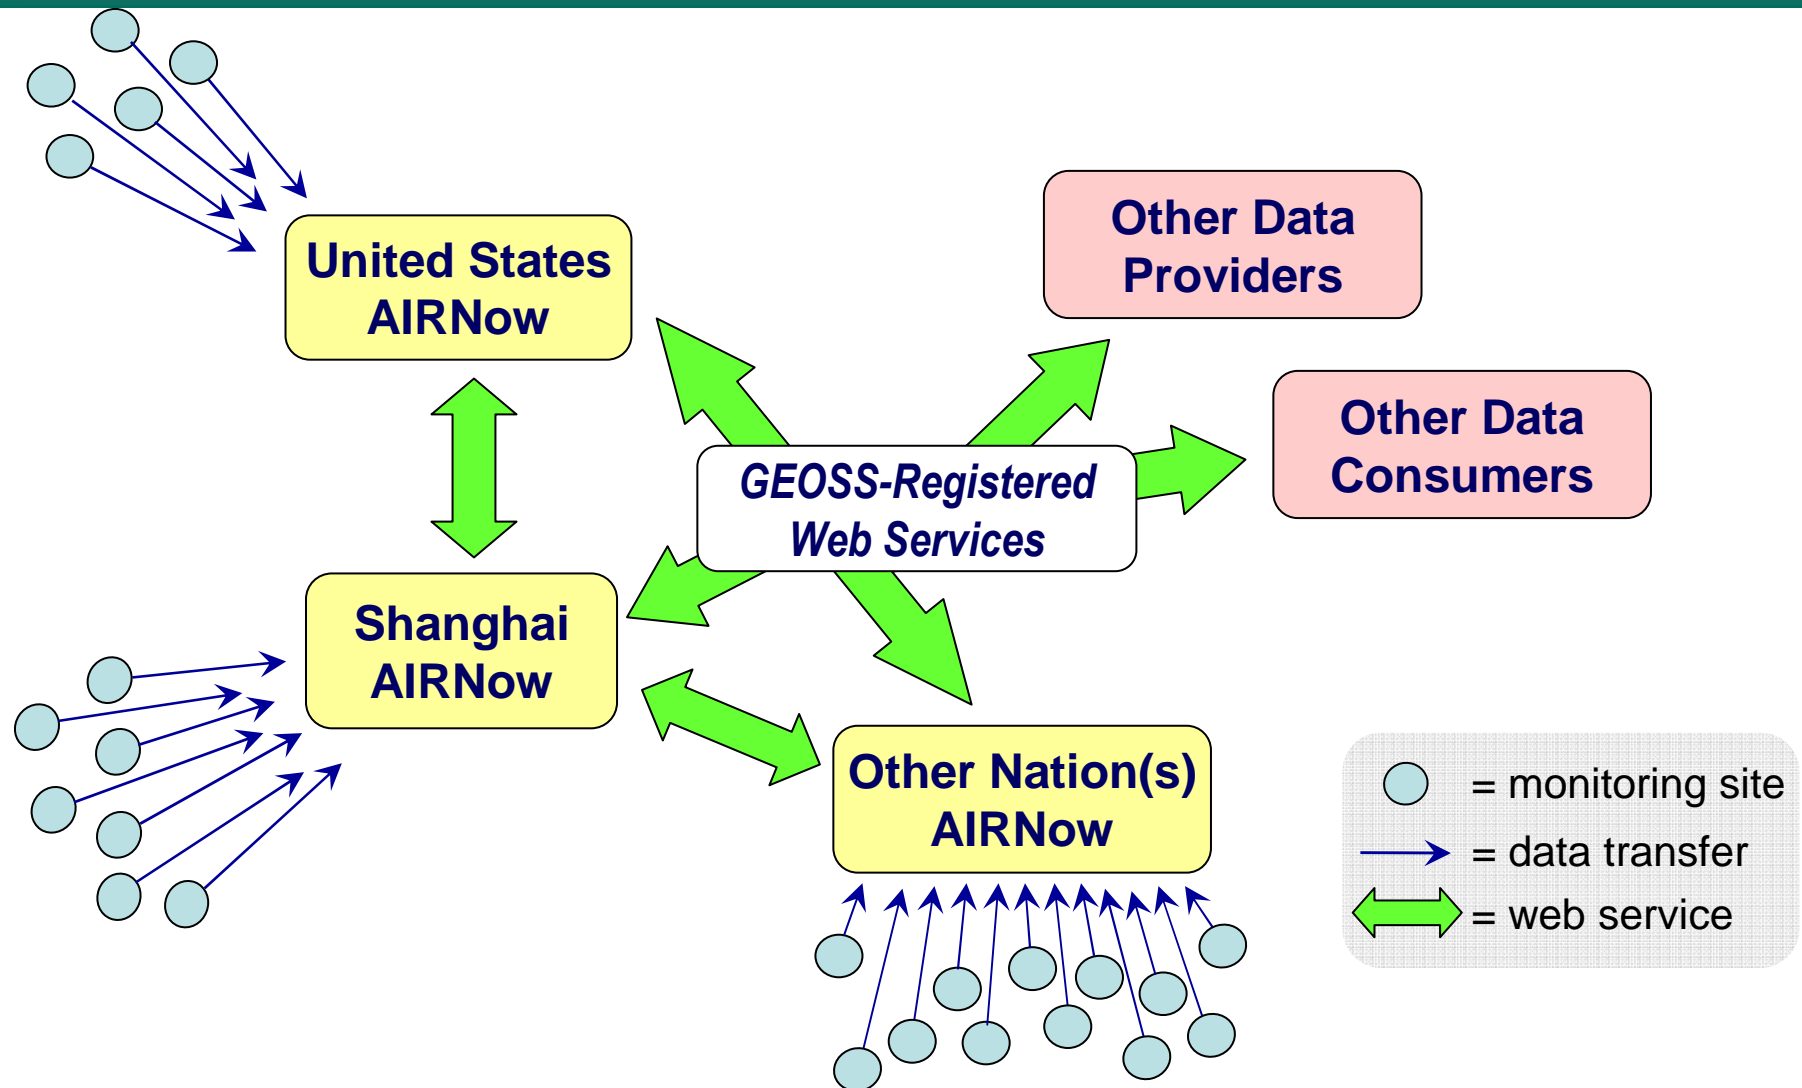 United States
AIRNow
Other Data
Providers
Other Data
Consumers
GEOSS-Registered
Web Services
Shanghai
AIRNow
Other Nation(s)
AIRNow
= monitoring site
= data transfer
= web service